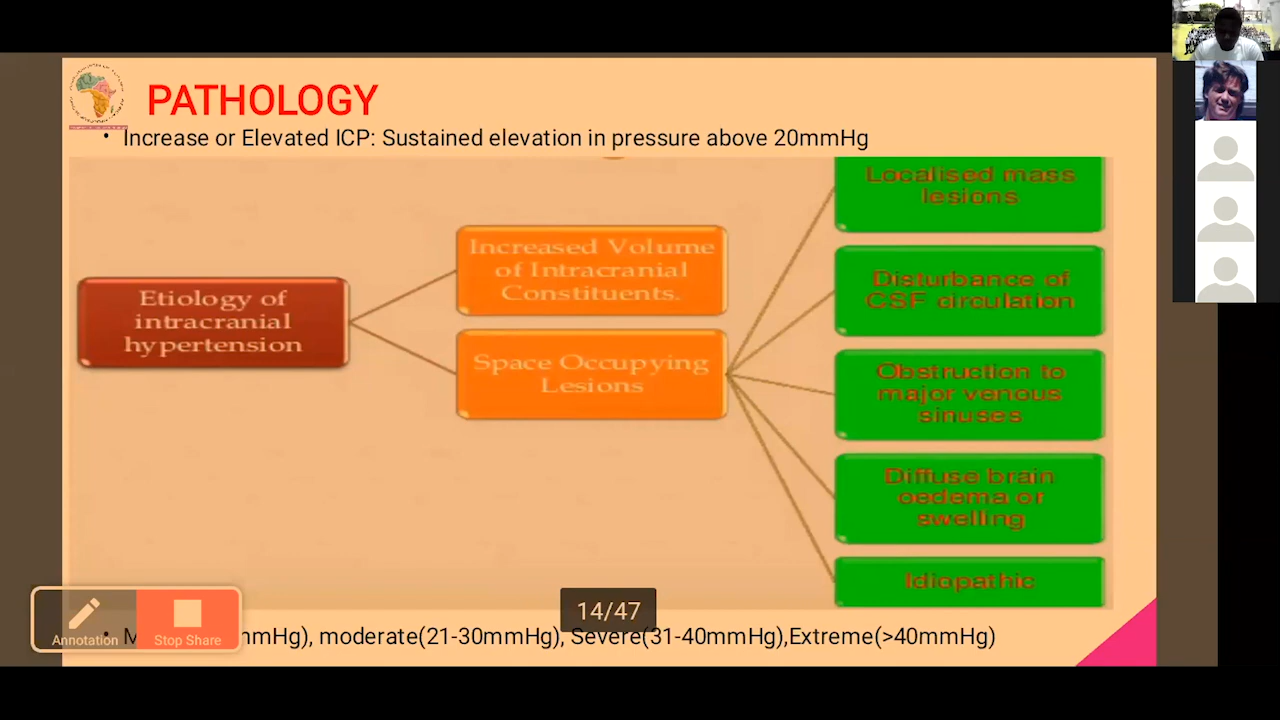 PATHOLOGY
• Increase or Elevated ICP: Sustained elevation in pressure above 20mmHg
Etiology of
intracranial
hypertension
Increased Volume
of Intracranial
Constituents.
Space Occupying
Lesions
Localised mass
lesions
Disturbance of
CSF circulation
Obstruction to
major venous
sinuses
Diffuse brain
oedema or
swelling
Idiopathic
14/47
mmHg), moderate(21-30mmHg), Severe(31-40mmHg),Extreme(>40mmHg)
Annotation
Stop Share